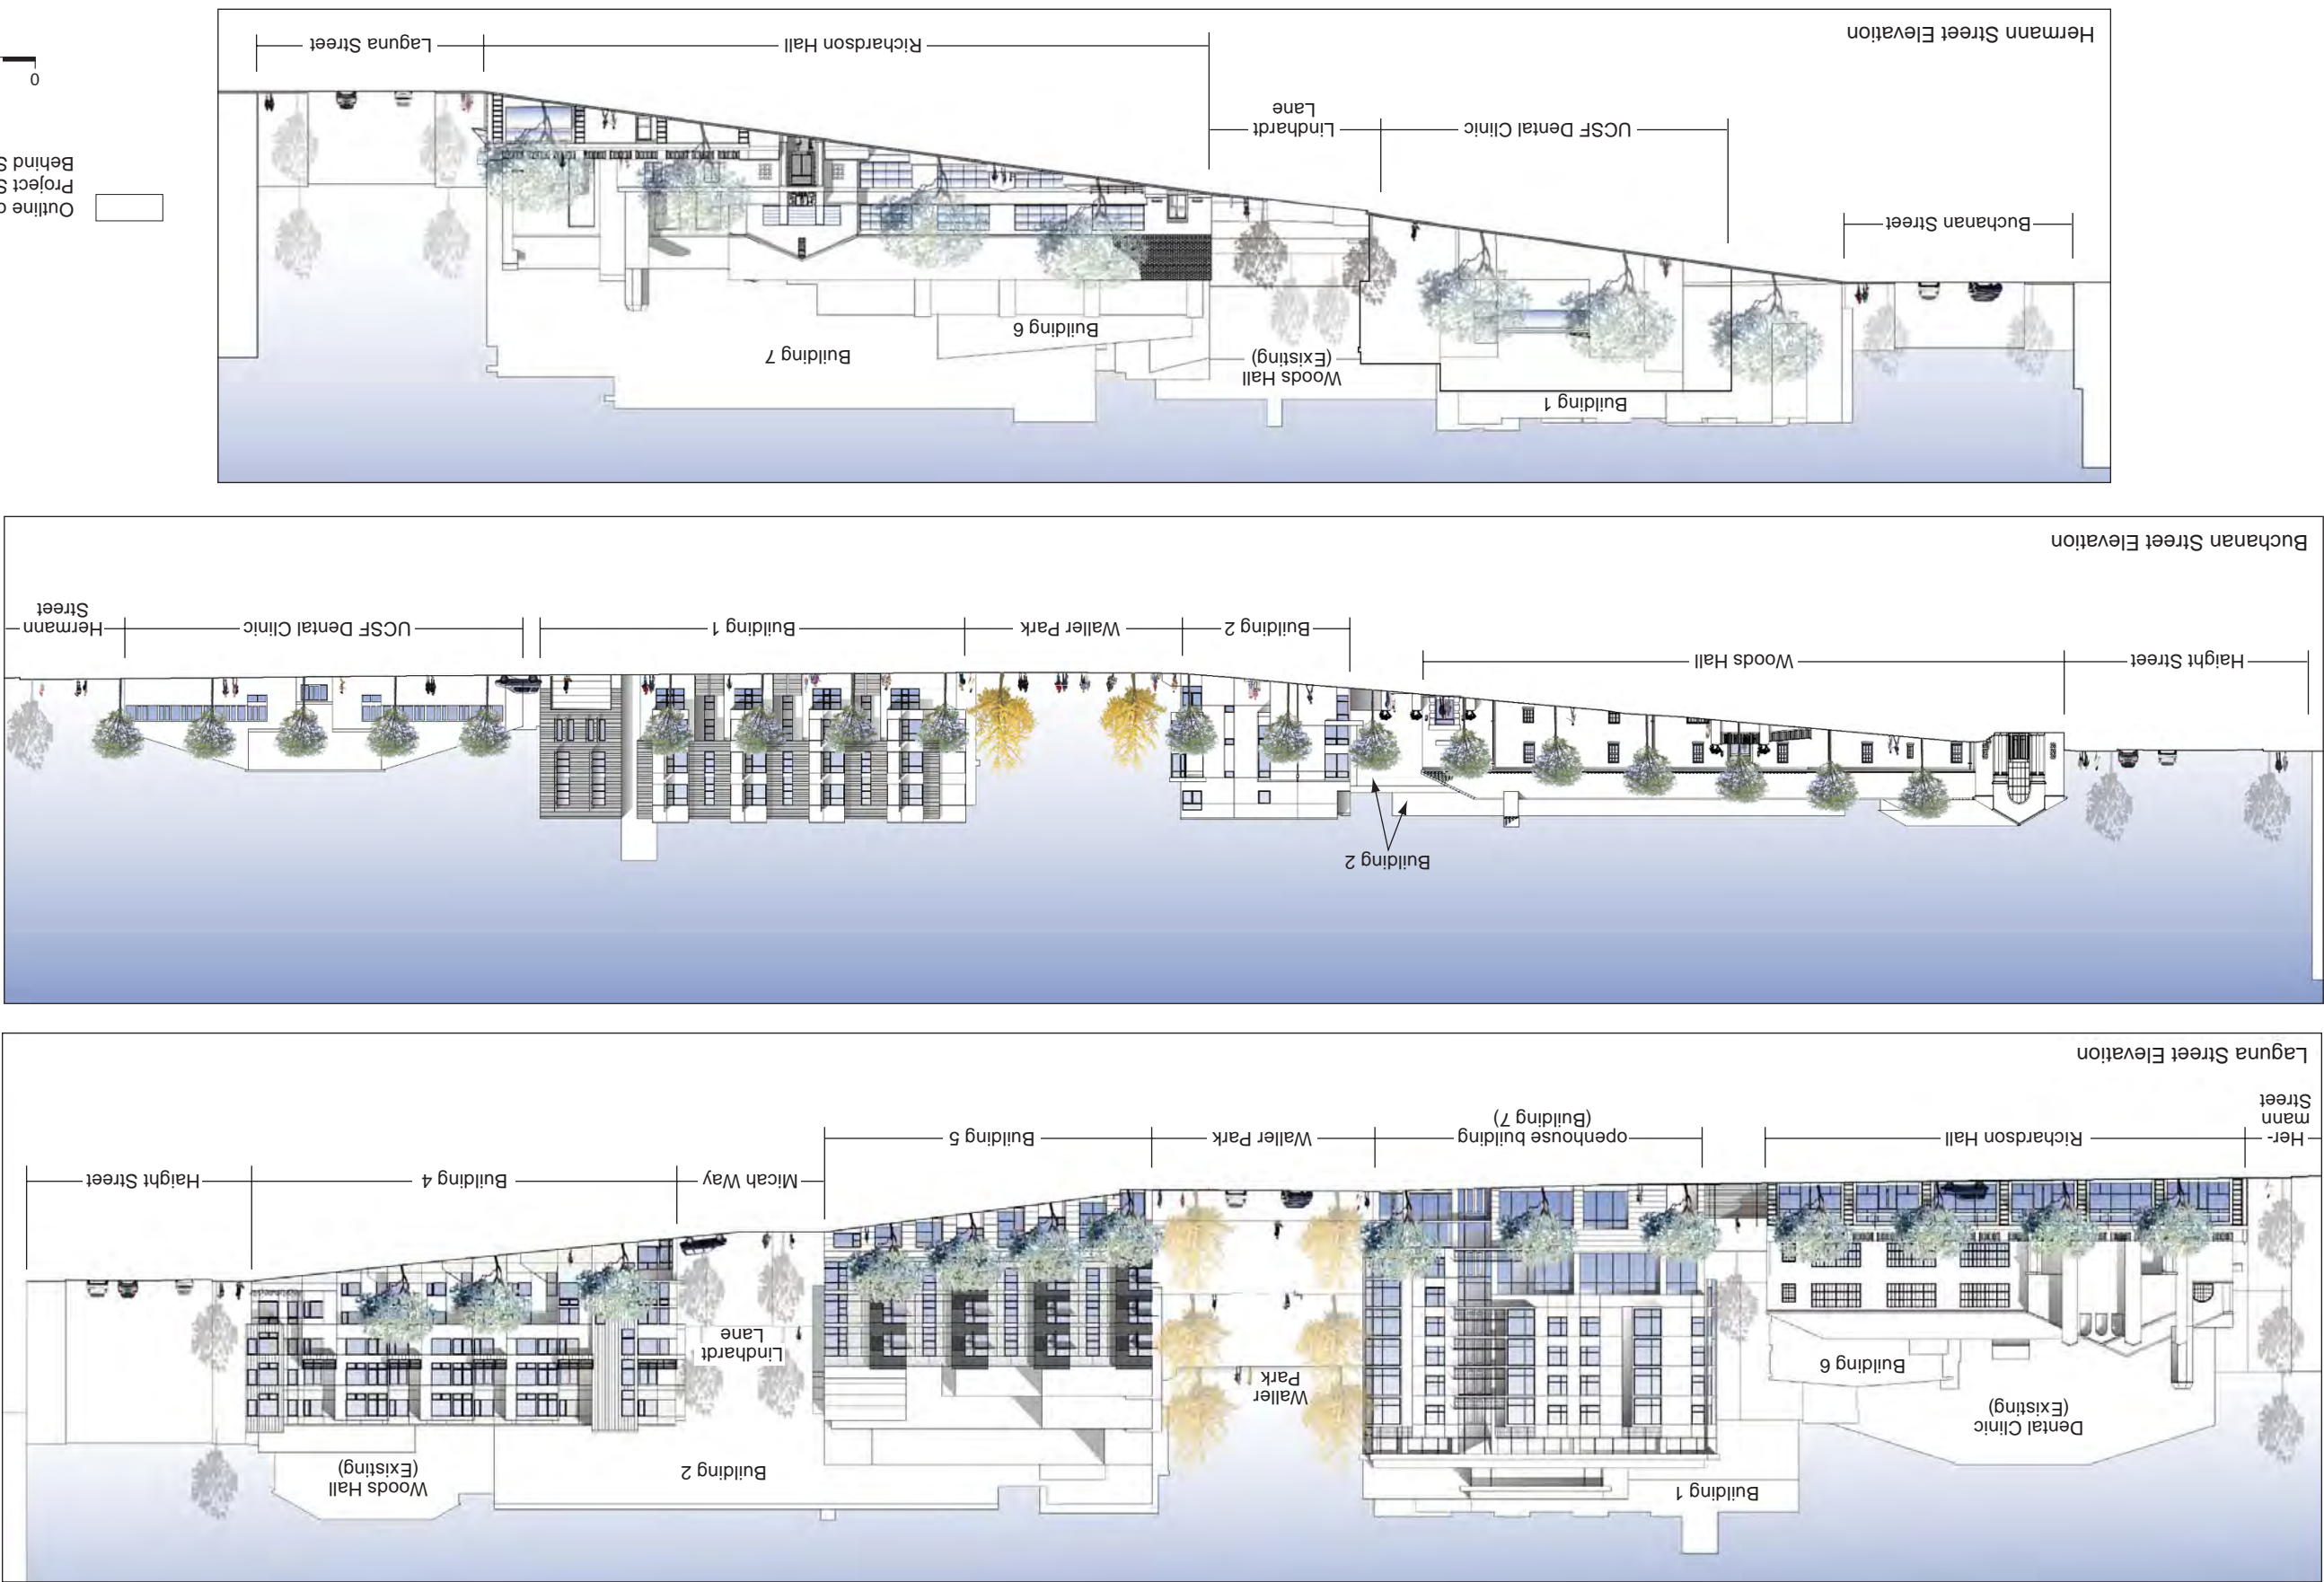 Dental Clinic
(Existing)
Building 6
Building 1
Waller
Park
Building 2
Lindhardt
Lane
Woods Hall
(Existing)
Her-
mann
Street
Richardson Hall
openhouse building
(Building 7)
Waller Park
Building 5
Micah Way
Building 4
Haight Street
Laguna Street Elevation
Building 2
Haight Street
Woods Hall
Building 2
Waller Park
Building 1
UCSF Dental Clinic
Hermann
Street
Buchanan Street Elevation
Building 1
Woods Hall
(Existing)
Building 6
Building 7
Buchanan Street
UCSF Dental Clinic
Lindhardt
Lane
Richardson Hall
Laguna Street
Hermann Street Elevation
Outline
Project S
Behind S
0